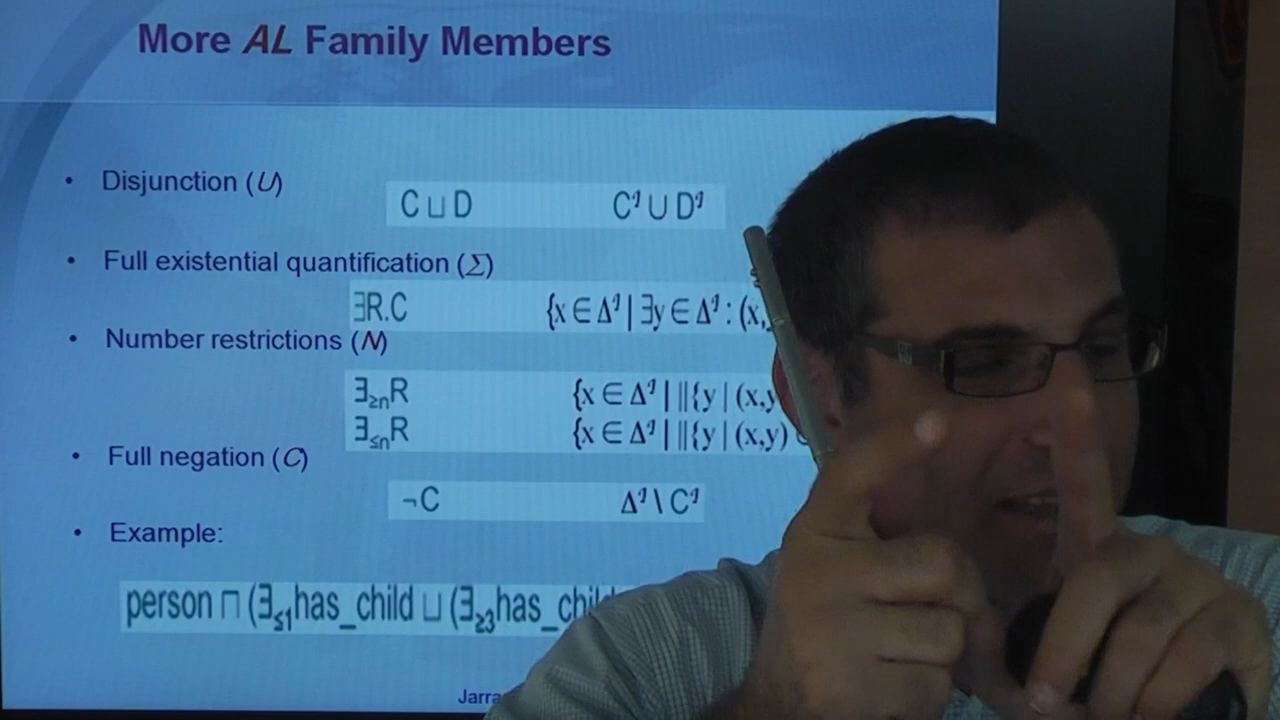 More AL Family Members
• Disjunction (U)
C ⊔ D Cᴵ ∪ Dᴵ
• Full existential quantification (Σ)
∃R.C {x ∈ Δᴵ | ∃y ∈ Δᴵ : (x,
• Number restrictions (N)
∃≥nR {x ∈ Δᴵ | ||{y | (x,y
∃≤nR {x ∈ Δᴵ | ||{y | (x,y)
• Full negation (C)
¬C Δᴵ \ Cᴵ
• Example:
person ⊓ (∃≤1has_child ⊔ (∃≥3has_chil
Jarra